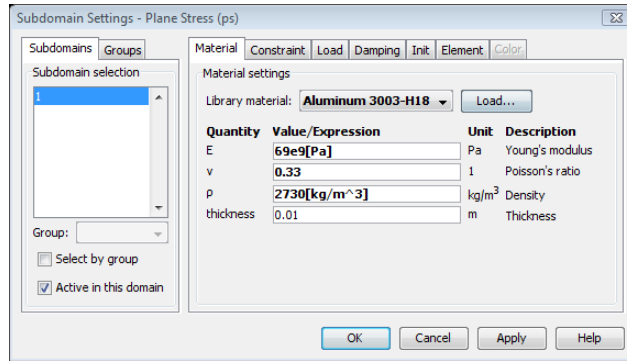 Subdomain Settings - Plane Stress (ps)
Subdomains Groups
Subdomain selection
1
Group:
Select by group
Active in this domain
Material Constraint Load Damping Init Element Color
Material settings
Library material: Aluminum 3003-H18 Load...
Quantity Value/Expression Unit Description
E 69e9[Pa] Pa Young's modulus
ν 0.33 1 Poisson's ratio
ρ 2730[kg/m^3] kg/m³ Density
thickness 0.01 m Thickness
OK Cancel Apply Help